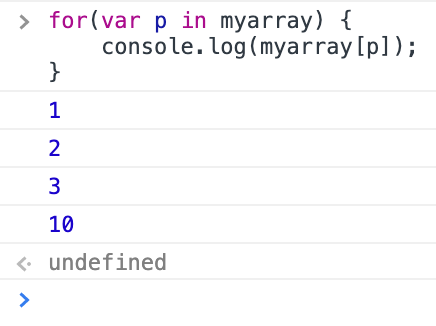 for(var p in myarray) {
    console.log(myarray[p]);
}
1
2
3
10
undefined